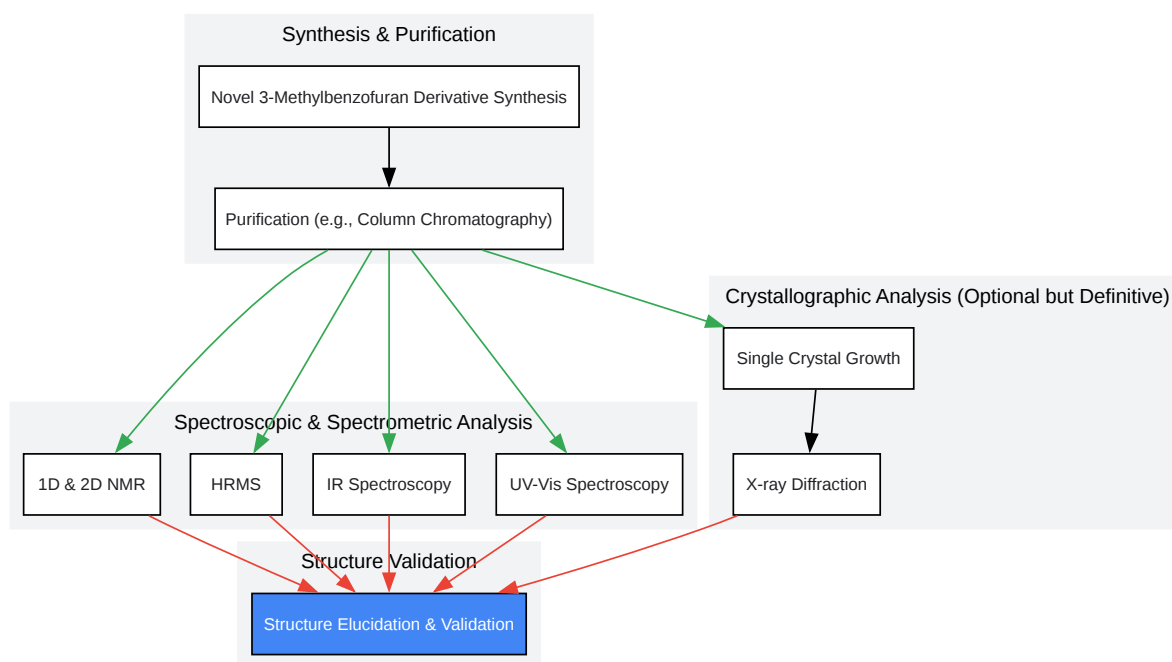 Synthesis & Purification
Novel 3-Methylbenzofuran Derivative Synthesis
Purification (e.g., Column Chromatography)
Crystallographic Analysis (Optional but Definitive)
Single Crystal Growth
Spectroscopic & Spectrometric Analysis
1D & 2D NMR
HRMS
IR Spectroscopy
UV-Vis Spectroscopy
X-ray Diffraction
Structure Validation
Structure Elucidation & Validation